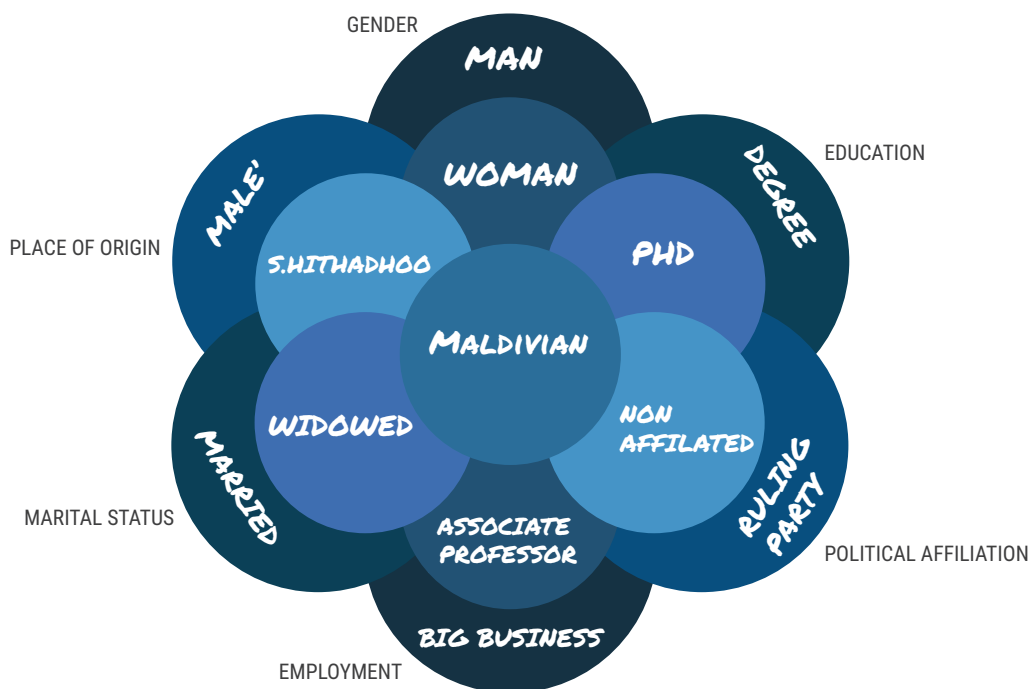 GENDER
MAN
WOMAN
EDUCATION
DEGREE
PHD
PLACE OF ORIGIN
MALE'
S.HITHADHOO
MALDIVIAN
MARITAL STATUS
MARRIED
WIDOWED
NON
AFFILATED
RULING
PARTY
POLITICAL AFFILIATION
ASSOCIATE
PROFESSOR
BIG BUSINESS
EMPLOYMENT